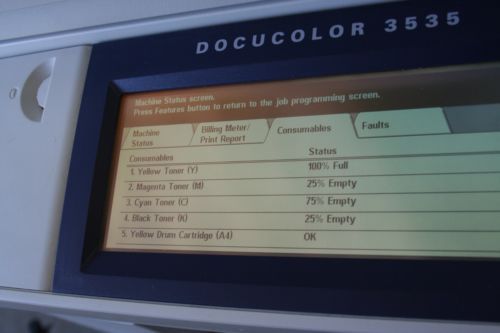 DOCUCOLOR 3535
Machine Status screen.
Press Features button to return to the job programming screen.
Machine Status
Billing Meter/ Print Report
Consumables
Faults
Consumables Status
1. Yellow Toner (Y) 100% Full
2. Magenta Toner (M) 25% Empty
3. Cyan Toner (C) 75% Empty
4. Black Toner (K) 25% Empty
5. Yellow Drum Cartridge (A4) OK